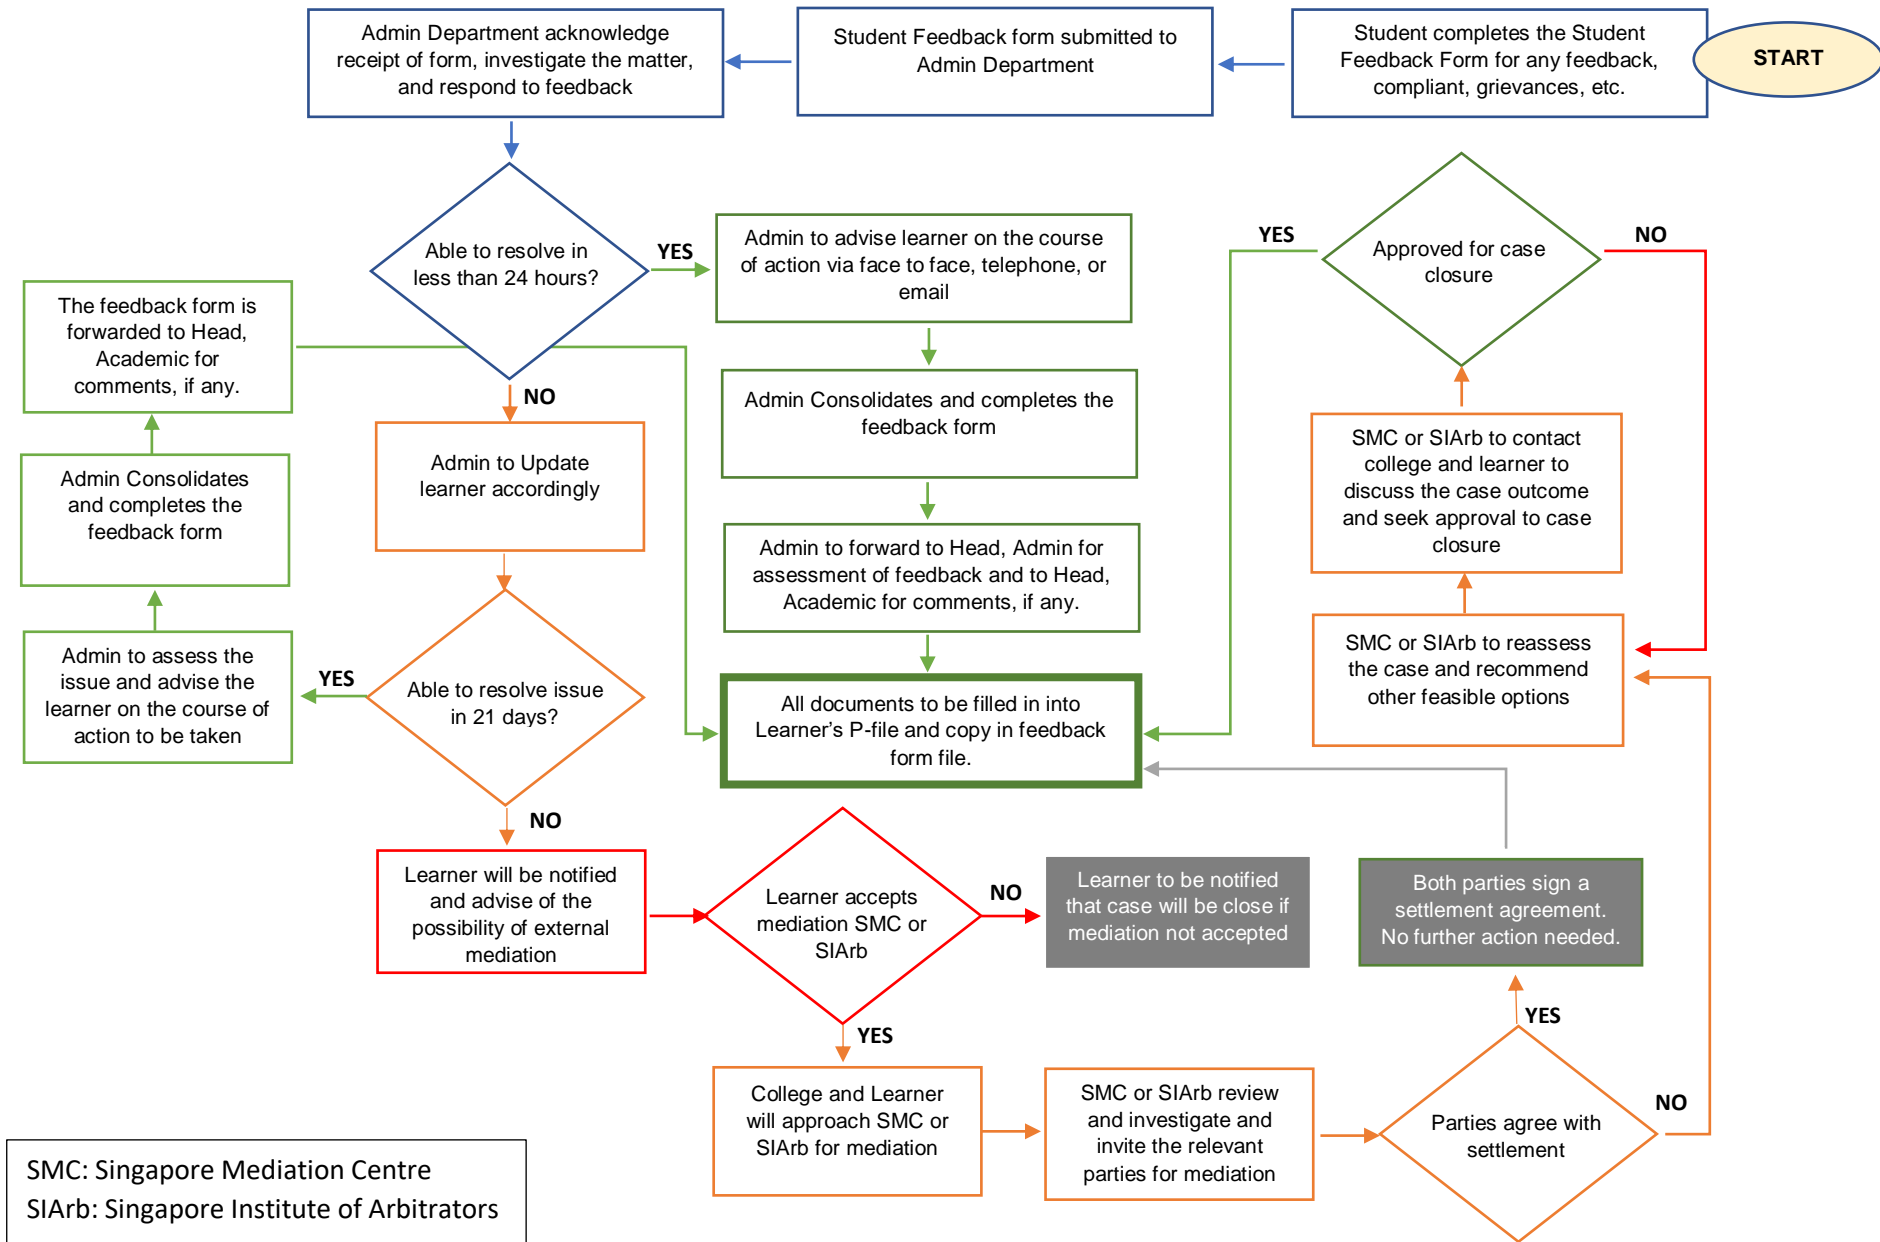 START
Student completes the Student
Feedback Form for any feedback,
compliant, grievances, etc.
Student Feedback form submitted to
Admin Department
Admin Department acknowledge
receipt of form, investigate the matter,
and respond to feedback
Able to resolve in
less than 24 hours?
YES
Admin to advise learner on the course
of action via face to face, telephone, or
email
Admin Consolidates and completes the
feedback form
Admin to forward to Head, Admin for
assessment of feedback and to Head,
Academic for comments, if any.
All documents to be filled in into
Learner's P-file and copy in feedback
form file.
NO
Admin to Update
learner accordingly
Able to resolve issue
in 21 days?
YES
Admin to assess the
issue and advise the
learner on the course of
action to be taken
Admin Consolidates
and completes the
feedback form
The feedback form is
forwarded to Head,
Academic for
comments, if any.
NO
Learner will be notified
and advise of the
possibility of external
mediation
Learner accepts
mediation SMC or
SIArb
NO
Learner to be notified
that case will be close if
mediation not accepted
YES
College and Learner
will approach SMC or
SIArb for mediation
SMC or SIArb review
and investigate and
invite the relevant
parties for mediation
Parties agree with
settlement
YES
Both parties sign a
settlement agreement.
No further action needed.
NO
SMC or SIArb to reassess
the case and recommend
other feasible options
SMC or SIArb to contact
college and learner to
discuss the case outcome
and seek approval to case
closure
Approved for case
closure
YES
NO
SMC: Singapore Mediation Centre
SIArb: Singapore Institute of Arbitrators